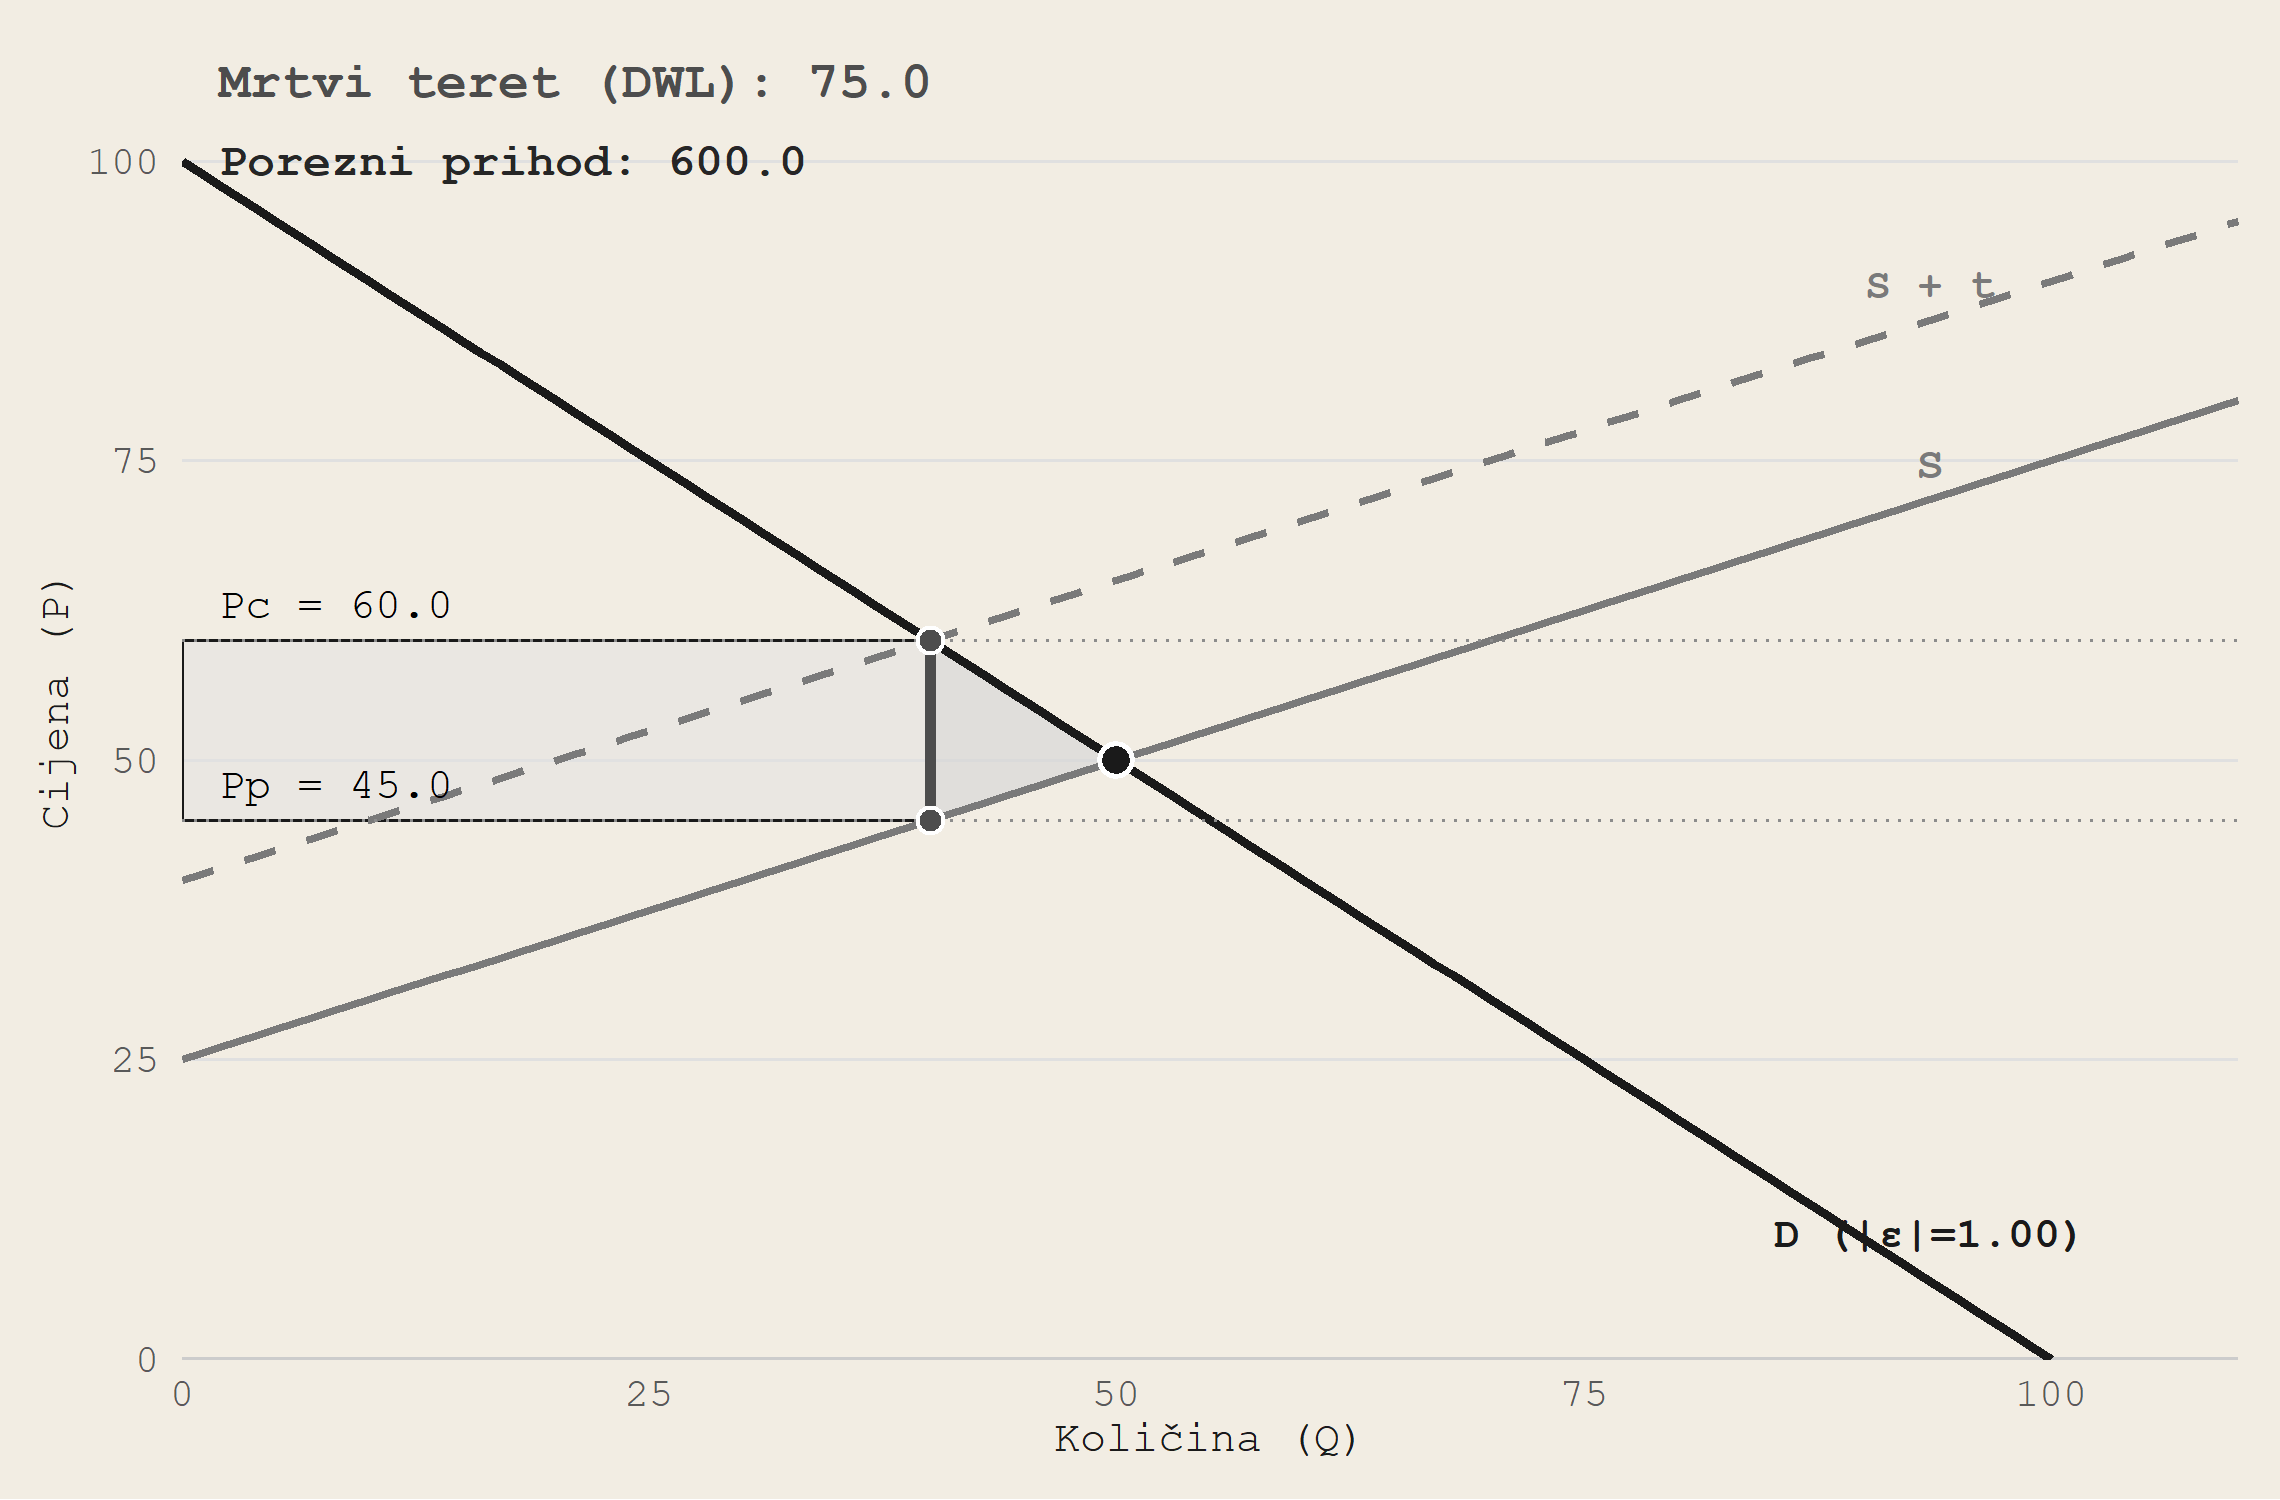 Mrtvi teret (DWL): 75.0
100
Porezni prihod: 600.0
S + t
75
S
Pc = 60.0
Cijena (P)
50
Pp = 45.0
25
D (|ε|=1.00)
0
0 25 50 75 100
Količina (Q)